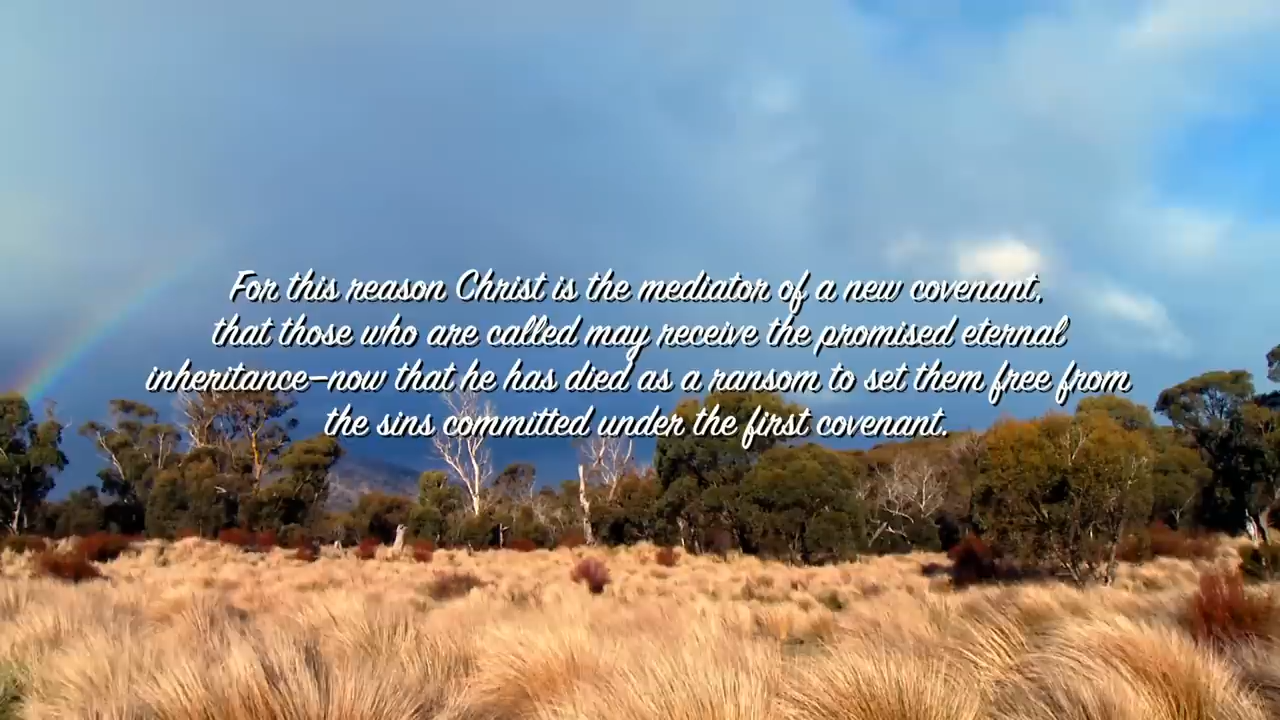 For this reason Christ is the mediator of a new covenant,
that those who are called may receive the promised eternal
inheritance—now that he has died as a ransom to set them free from
the sins committed under the first covenant.